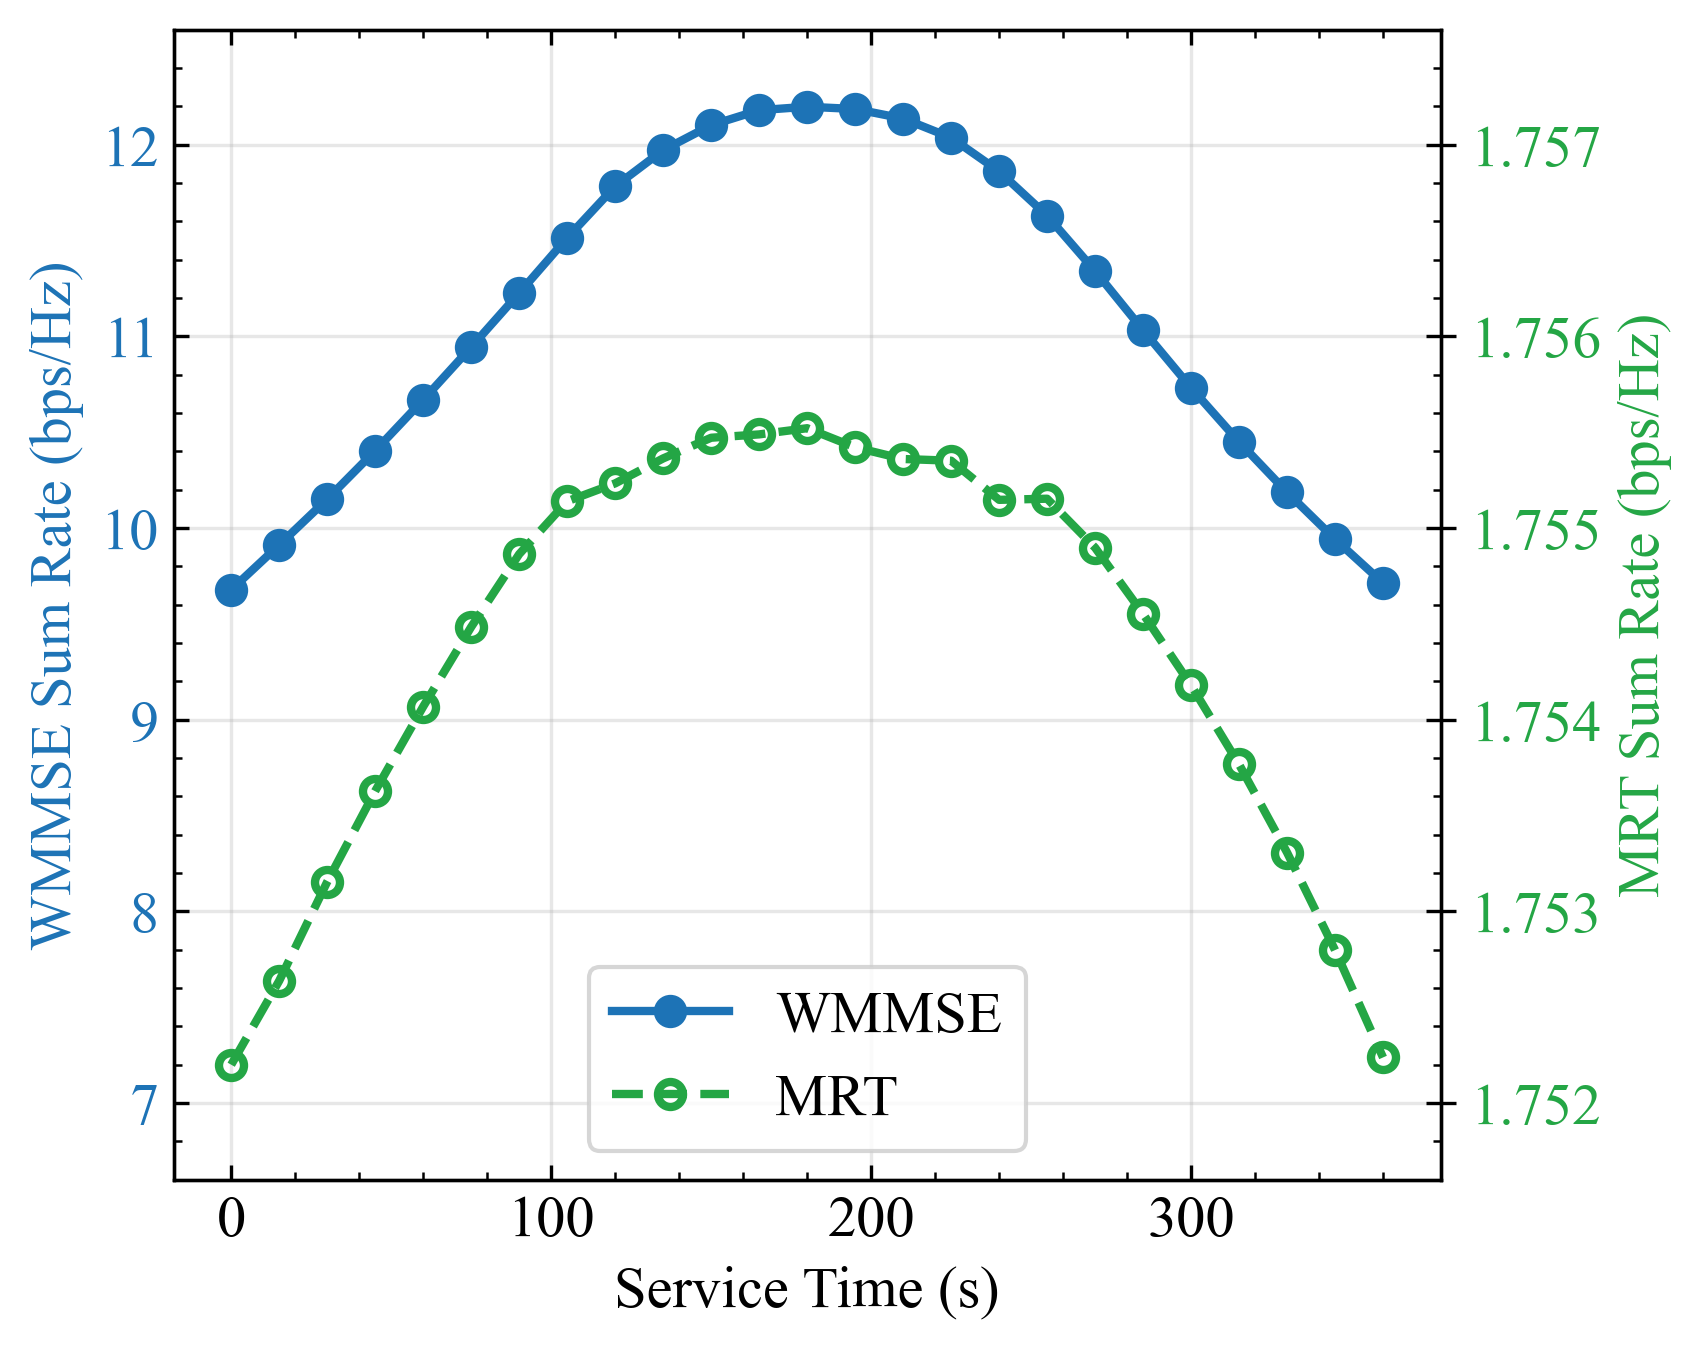 WMMSE Sum Rate (bps/Hz)
12
11
10
9
8
7
1.757
1.756
1.755
1.754
1.753
1.752
MRT Sum Rate (bps/Hz)
WMMSE
MRT
0 100 200 300
Service Time (s)